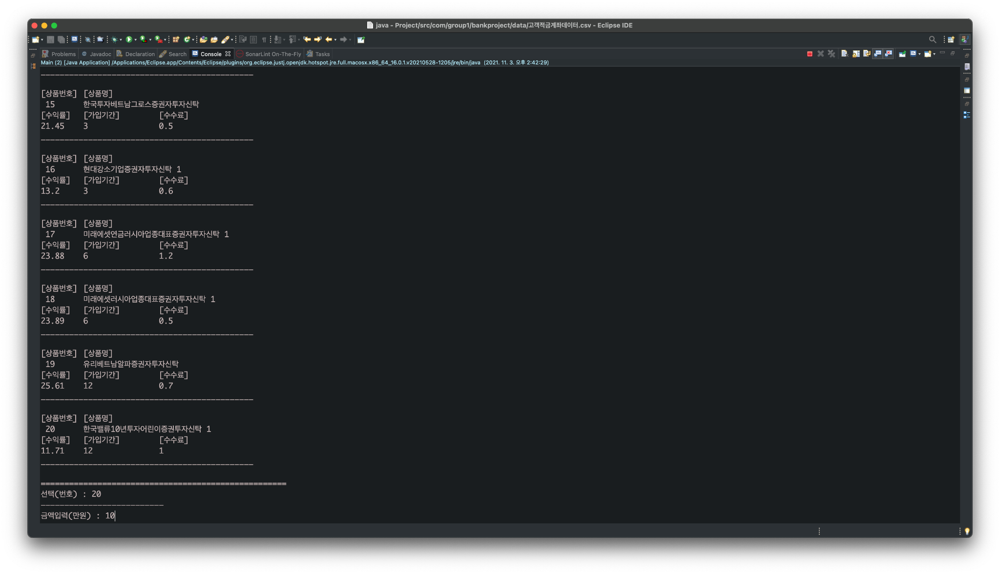 java - Project/src/com/group1/bankproject/data/고객적금계좌데이터.csv - Eclipse IDE
Problems Javadoc Declaration Search Console SonarLint On-The-Fly Tasks
Main (2) [Java Application] /Applications/Eclipse.app/Contents/Eclipse/plugins/org.eclipse.justj.openjdk.hotspot.jre.full.macosx.x86_64_16.0.1.v20210528-1205/jre/bin/java (2021. 11. 3. 오후 2:42:29)
[상품번호] [상품명]
15 한국투자베트남그로스증권자투자신탁
[수익률] [가입기간] [수수료]
21.45 3 0.5
[상품번호] [상품명]
16 현대강소기업증권자투자신탁 1
[수익률] [가입기간] [수수료]
13.2 3 0.6
[상품번호] [상품명]
17 미래에셋연금러시아업종대표증권자투자신탁 1
[수익률] [가입기간] [수수료]
23.88 6 1.2
[상품번호] [상품명]
18 미래에셋러시아업종대표증권자투자신탁 1
[수익률] [가입기간] [수수료]
23.89 6 0.5
[상품번호] [상품명]
19 유리베트남알파증권자투자신탁
[수익률] [가입기간] [수수료]
25.61 12 0.7
[상품번호] [상품명]
20 한국밸류10년투자어린이증권투자신탁 1
[수익률] [가입기간] [수수료]
11.71 12 1
====================================================
선택(번호) : 20
--------------------------
금액입력(만원) : 10